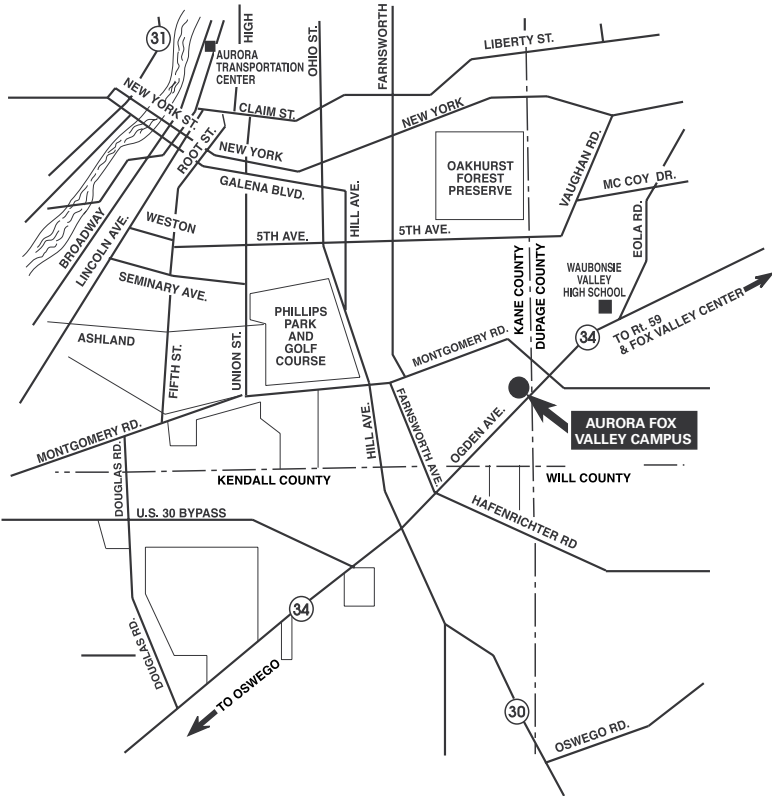 31
HIGH
OHIO ST.
FARNSWORTH
LIBERTY ST.
AURORA
TRANSPORTATION
CENTER
NEW YORK ST.
CLAIM ST.
NEW YORK
ROOT ST.
NEW YORK
OAKHURST
FOREST
PRESERVE
VAUGHAN RD.
GALENA BLVD.
MC COY DR.
HILL AVE.
BROADWAY
LINCOLN AVE.
WESTON
5TH AVE.
5TH AVE.
EOLA RD.
KANE COUNTY
DUPAGE COUNTY
WAUBONSIE
VALLEY
HIGH SCHOOL
SEMINARY AVE.
PHILLIPS
PARK
AND
GOLF
COURSE
ASHLAND
FIFTH ST.
UNION ST.
MONTGOMERY RD.
34
TO Rt. 59
& FOX VALLEY CENTER
MONTGOMERY RD.
HILL AVE.
FARNSWORTH AVE.
OGDEN AVE.
AURORA FOX
VALLEY CAMPUS
DOUGLAS RD.
KENDALL COUNTY
WILL COUNTY
U.S. 30 BYPASS
HAFENRICHTER RD
34
DOUGLAS RD.
TO OSWEGO
30
OSWEGO RD.